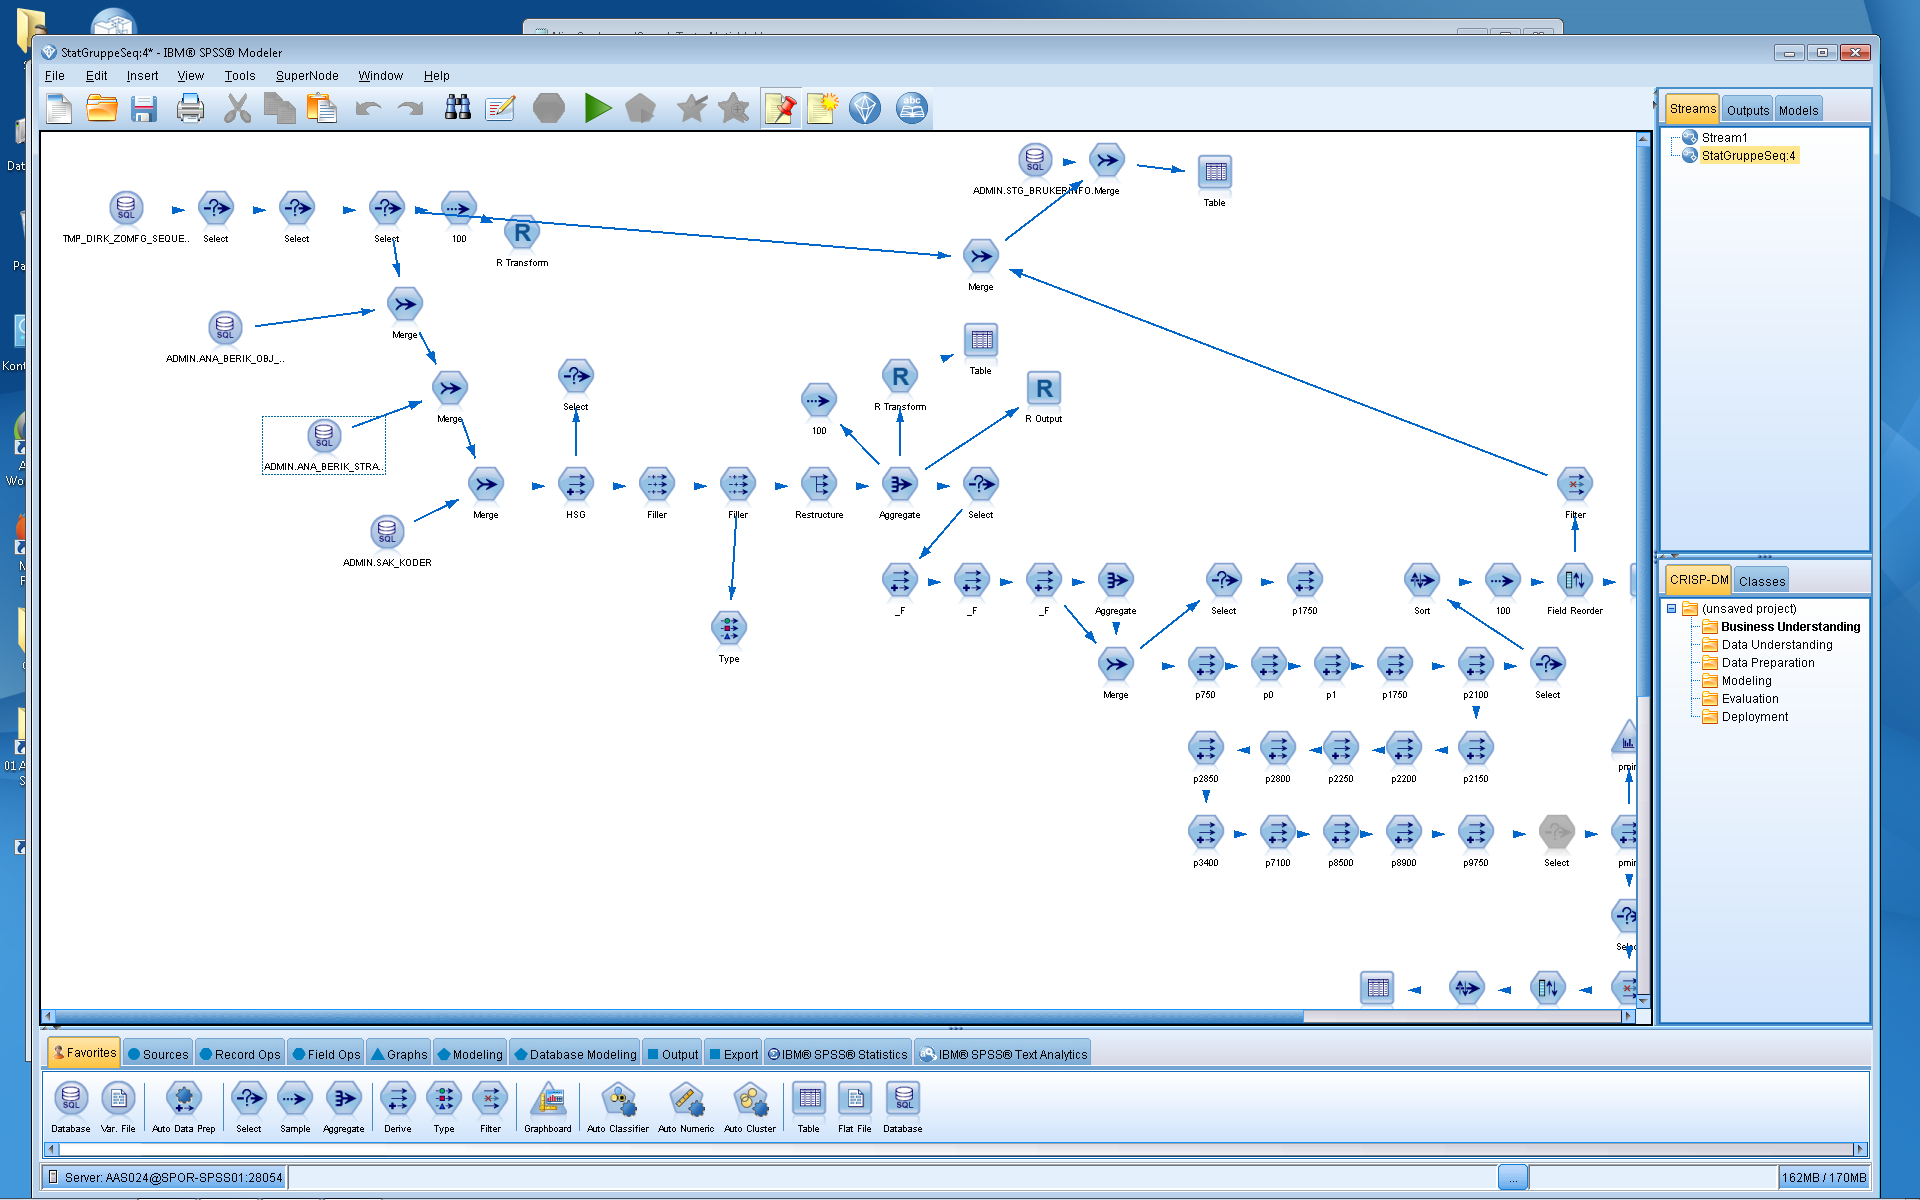 StatGruppeSeq:4* - IBM® SPSS® Modeler
File Edit Insert View Tools SuperNode Window Help
Streams Outputs Models
Stream1
StatGruppeSeq:4
ADMIN.STG_BRUKERINFO. Merge
Table
TMP_DIRK_ZOMFG_SEQUE.. Select Select Select 100
R Transform
Merge
Merge
ADMIN.ANA_BERIK_OBJ_..
Table
Select
Merge
100
R Transform
R Output
ADMIN.ANA_BERIK_STRA..
Merge HSG Filler Filler Restructure Aggregate Select Filter
ADMIN.SAK_KODER
_F _F _F Aggregate Select p1750 Sort 100 Field Reorder
Type
Merge p750 p0 p1 p1750 p2100 Select
p2850 p2800 p2250 p2200 p2150
p3400 p7100 p8500 p8900 p9750 Select
CRISP-DM Classes
(unsaved project)
Business Understanding
Data Understanding
Data Preparation
Modeling
Evaluation
Deployment
Favorites Sources Record Ops Field Ops Graphs Modeling Database Modeling Output Export IBM® SPSS® Statistics IBM® SPSS® Text Analytics
Database Var. File Auto Data Prep Select Sample Aggregate Derive Type Filter Graphboard Auto Classifier Auto Numeric Auto Cluster Table Flat File Database
Server: AAS024@SPOR-SPSS01:28054 ... 162MB / 170MB